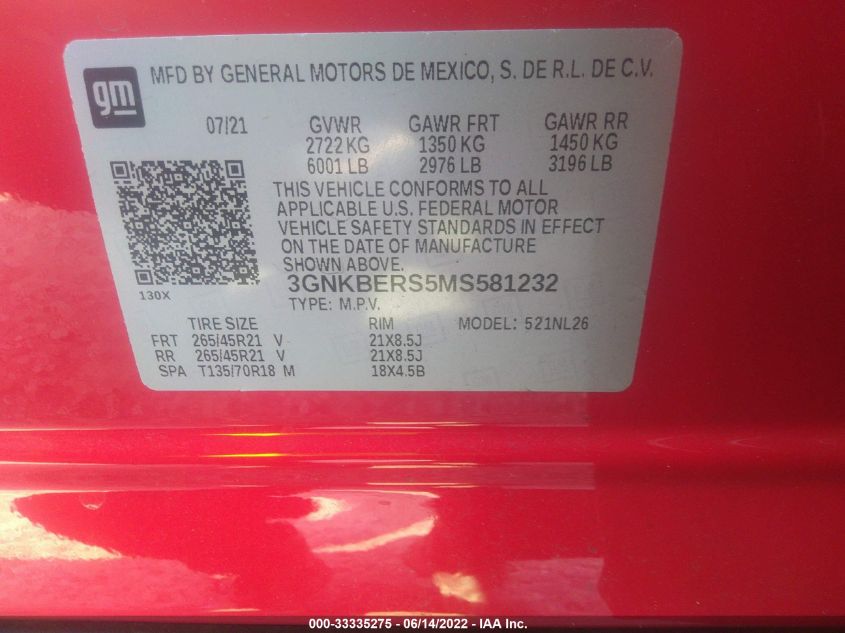 gm
MFD BY GENERAL MOTORS DE MEXICO, S. DE R.L. DE C.V.
07/21 GVWR GAWR FRT GAWR RR
2722 KG 1350 KG 1450 KG
6001 LB 2976 LB 3196 LB
THIS VEHICLE CONFORMS TO ALL
APPLICABLE U.S. FEDERAL MOTOR
VEHICLE SAFETY STANDARDS IN EFFECT
ON THE DATE OF MANUFACTURE
SHOWN ABOVE.
130X
3GNKBERS5MS581232
TYPE: M.P.V.
TIRE SIZE RIM MODEL: 521NL26
FRT 265/45R21 V 21X8.5J
RR 265/45R21 V 21X8.5J
SPA T135/70R18 M 18X4.5B
000-33335275 - 06/14/2022 - IAA Inc.